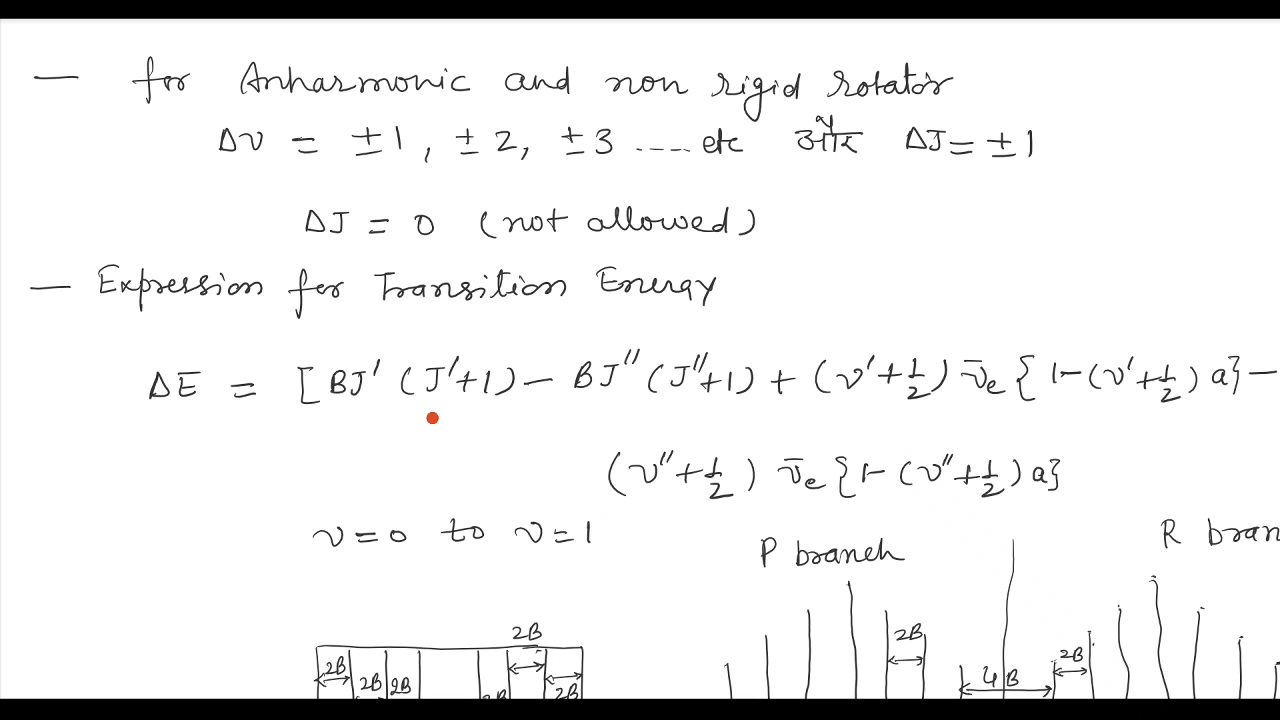 — for Anharmonic and non rigid rotator
Δv = ±1, ±2, ±3 ..... etc और ΔJ = ±1
ΔJ = 0 (not allowed)
— Expression for Transition Energy
ΔE = [BJ' (J'+1) - BJ'' (J''+1) + (v'+½) ν̄e { 1-(v'+½) a} -
(v''+½) ν̄e {1-(v''+½) a}
v=0 to v=1
P branch
R bran
2B
2B
2B
2B
2B
2B
2B
2B
4B
2B